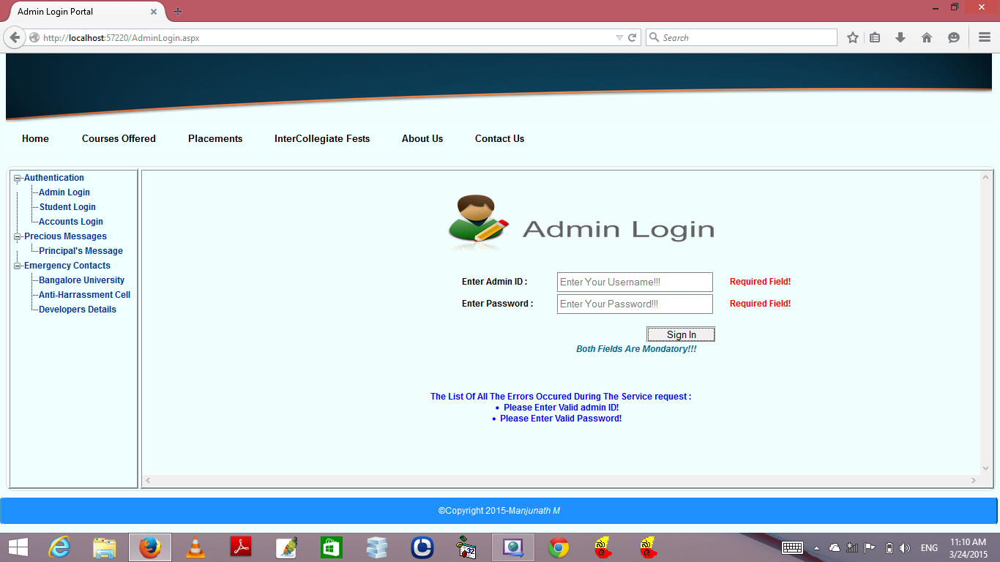 Admin Login Portal
http://localhost:57220/AdminLogin.aspx
Search
Home Courses Offered Placements InterCollegiate Fests About Us Contact Us
Authentication
Admin Login
Student Login
Accounts Login
Precious Messages
Principal's Message
Emergency Contacts
Bangalore University
Anti-Harrassment Cell
Developers Details
Admin Login
Enter Admin ID : Enter Your Username!!! Required Field!
Enter Password : Enter Your Password!!! Required Field!
Sign In
Both Fields Are Mondatory!!!
The List Of All The Errors Occured During The Service request :
• Please Enter Valid admin ID!
• Please Enter Valid Password!
©Copyright 2015-Manjunath M
32
ENG
11:10 AM
3/24/2015